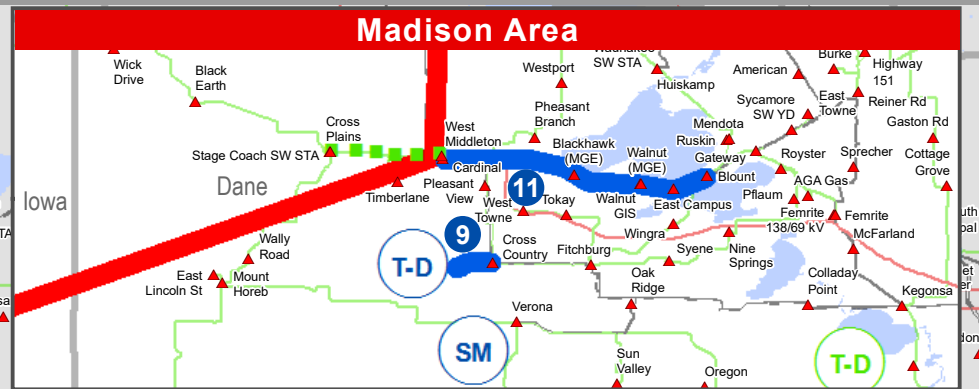 Madison Area
Wick
Drive
Black
Earth
Westport
SW STA
Huiskamp
American
Burke
Highway
151
East
Towne
Reiner Rd
Sycamore
SW YD
Gaston Rd
Pheasant
Branch
Mendota
Ruskin
Gateway
Cross
Plains
Stage Coach SW STA
West
Middleton
Cardinal
Blackhawk
(MGE)
Walnut
(MGE)
Blount
Royster
Sprecher
Cottage
Grove
Iowa
Dane
Timberlane
Pleasant
View
11
West
Towne
Tokay
Walnut
GIS
East Campus
Pflaum
AGA Gas
Femrite
138/69 kV
Femrite
McFarland
Wingra
9
T-D
Cross
Country
Fitchburg
Syene
Nine
Springs
Wally
Road
East
Lincoln St
Mount
Horeb
Oak
Ridge
Colladay
Point
Kegonsa
Verona
SM
Sun
Valley
Oregon
T-D